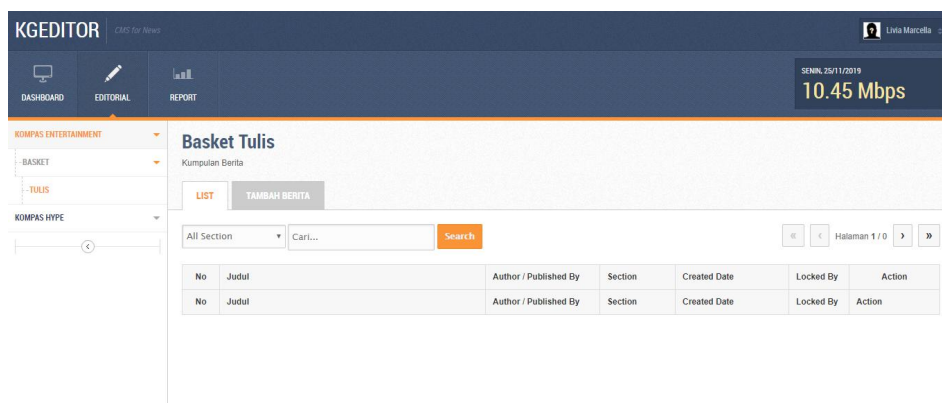 KGEDITOR CMS for News
Livia Marcella
DASHBOARD EDITORIAL REPORT
SENIN, 25/11/2019
10.45 Mbps
KOMPAS ENTERTAINMENT
BASKET
TULIS
KOMPAS HYPE
Basket Tulis
Kumpulan Berita
LIST TAMBAH BERITA
All Section Cari... Search « ‹ Halaman 1 / 0 › »
No Judul Author / Published By Section Created Date Locked By Action
No Judul Author / Published By Section Created Date Locked By Action